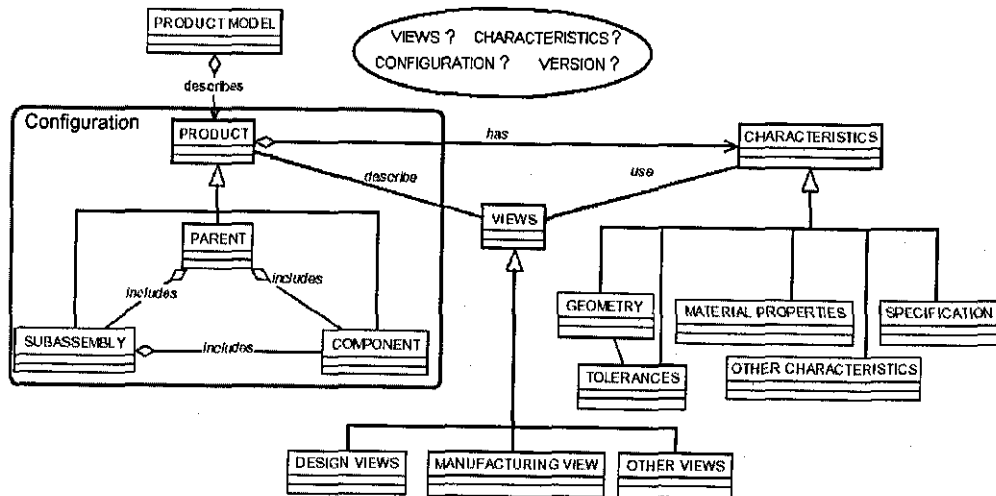 PRODUCT MODEL
VIEWS ? CHARACTERISTICS ?
CONFIGURATION ? VERSION ?
describes
Configuration
PRODUCT
has
CHARACTERISTICS
describe
use
VIEWS
PARENT
includes
includes
GEOMETRY
MATERIAL PROPERTIES
SPECIFICATION
SUBASSEMBLY
includes
COMPONENT
TOLERANCES
OTHER CHARACTERISTICS
DESIGN VIEWS
MANUFACTURING VIEW
OTHER VIEWS